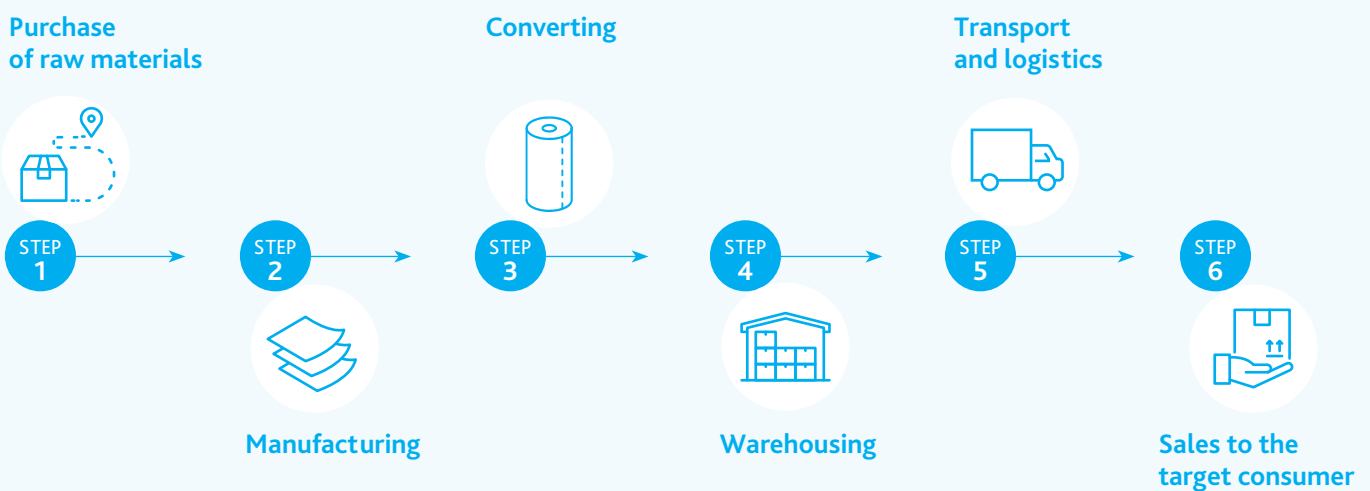 Purchase
of raw materials
Converting
Transport
and logistics
STEP
1
STEP
2
STEP
3
STEP
4
STEP
5
STEP
6
Manufacturing
Warehousing
Sales to the
target consumer